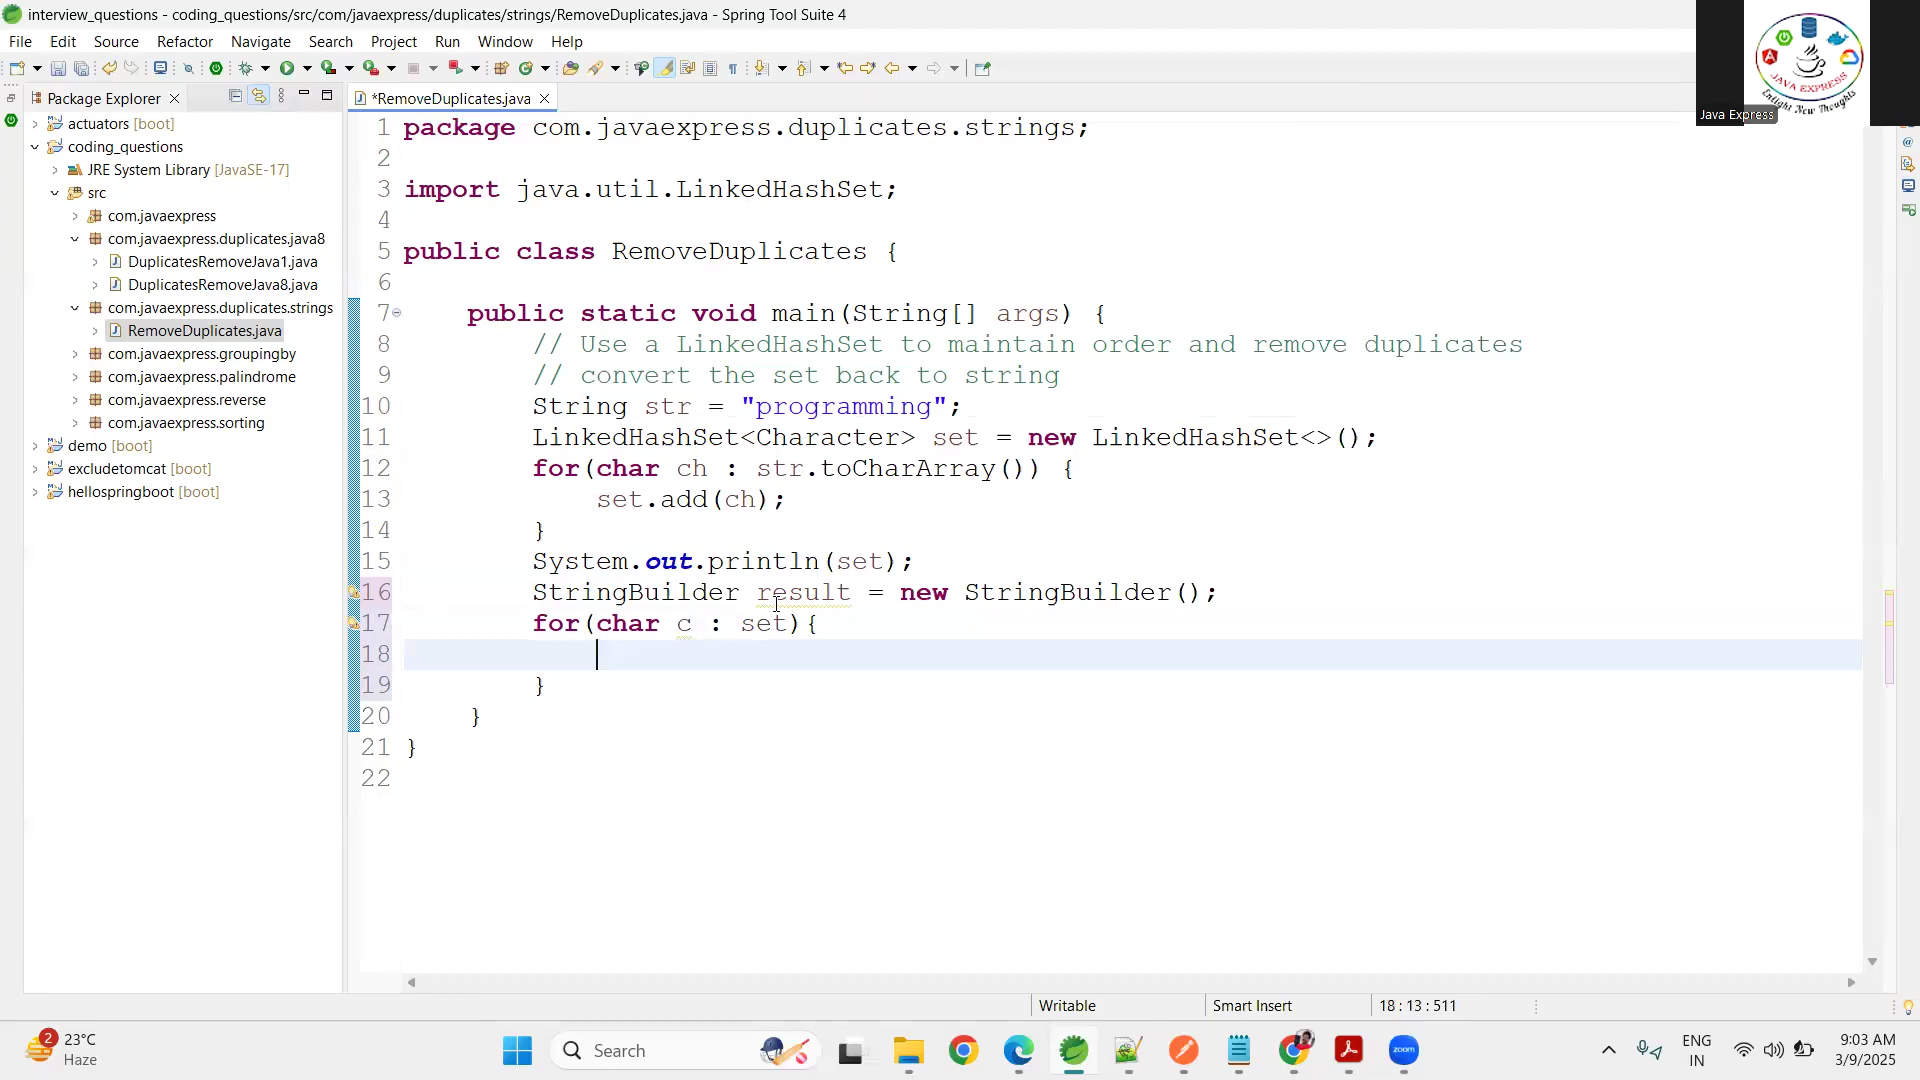 interview_questions - coding_questions/src/com/javaexpress/duplicates/strings/RemoveDuplicates.java - Spring Tool Suite 4
File Edit Source Refactor Navigate Search Project Run Window Help
JAVA EXPRESS
Enlight New Thoughts
Java Express
Package Explorer
*RemoveDuplicates.java
actuators [boot]
coding_questions
JRE System Library [JavaSE-17]
src
com.javaexpress
com.javaexpress.duplicates.java8
DuplicatesRemoveJava1.java
DuplicatesRemoveJava8.java
com.javaexpress.duplicates.strings
RemoveDuplicates.java
com.javaexpress.groupingby
com.javaexpress.palindrome
com.javaexpress.reverse
com.javaexpress.sorting
demo [boot]
excludetomcat [boot]
hellospringboot [boot]
1 package com.javaexpress.duplicates.strings;
2
3 import java.util.LinkedHashSet;
4
5 public class RemoveDuplicates {
6
7 public static void main(String[] args) {
8 // Use a LinkedHashSet to maintain order and remove duplicates
9 // convert the set back to string
10 String str = "programming";
11 LinkedHashSet<Character> set = new LinkedHashSet<>();
12 for(char ch : str.toCharArray()) {
13 set.add(ch);
14 }
15 System.out.println(set);
16 StringBuilder result = new StringBuilder();
17 for(char c : set){
18
19 }
20 }
21 }
22
Writable Smart Insert 18 : 13 : 511
2
23°C
Haze
Search
zoom
ENG
IN
9:03 AM
3/9/2025